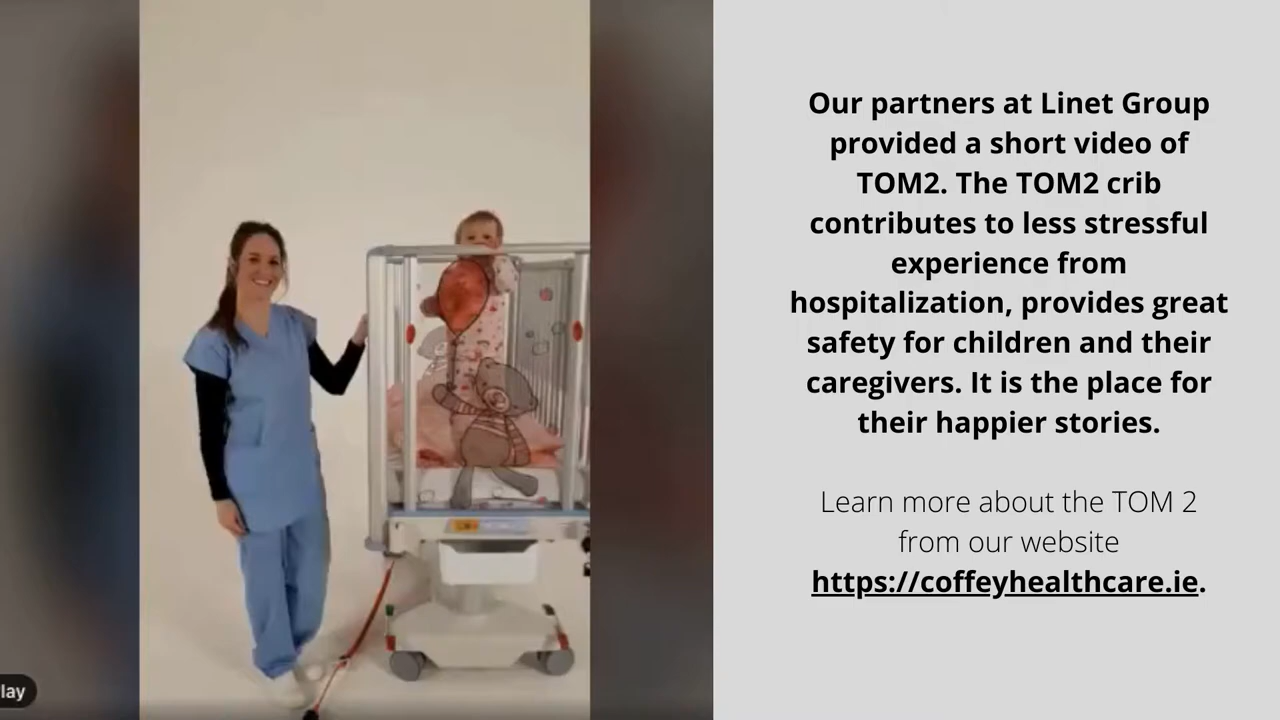 Our partners at Linet Group
provided a short video of
TOM2. The TOM2 crib
contributes to less stressful
experience from
hospitalization, provides great
safety for children and their
caregivers. It is the place for
their happier stories.
Learn more about the TOM 2
from our website
https://coffeyhealthcare.ie.
lay